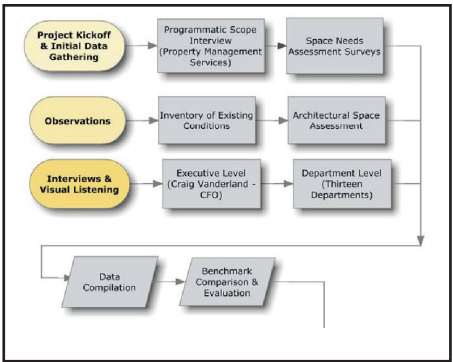 Project Kickoff
& Initial Data
Gathering
Programmatic Scope
Interview
(Property Management
Services)
Space Needs
Assessment Surveys
Observations
Inventory of Existing
Conditions
Architectural Space
Assessment
Interviews &
Visual Listening
Executive Level
(Craig Vanderland -
CFO)
Department Level
(Thirteen
Departments)
Data
Compilation
Benchmark
Comparison &
Evaluation